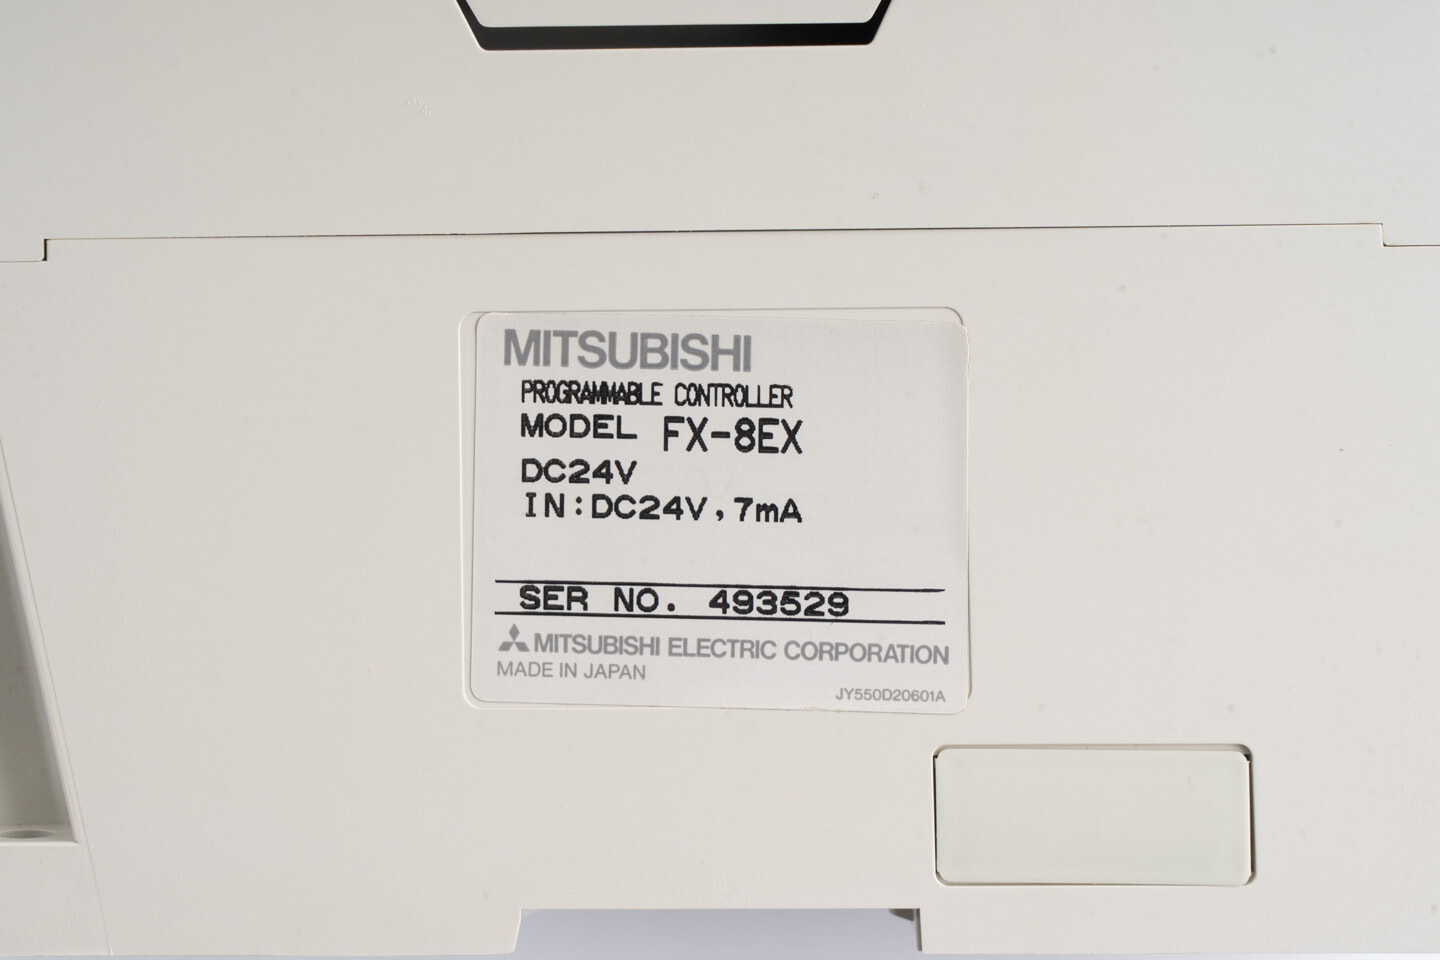 MITSUBISHI
PROGRAMMABLE CONTROLLER
MODEL FX-8EX
DC24V
IN:DC24V,7mA
SER NO. 493529
MITSUBISHI ELECTRIC CORPORATION
MADE IN JAPAN
JY550D20601A